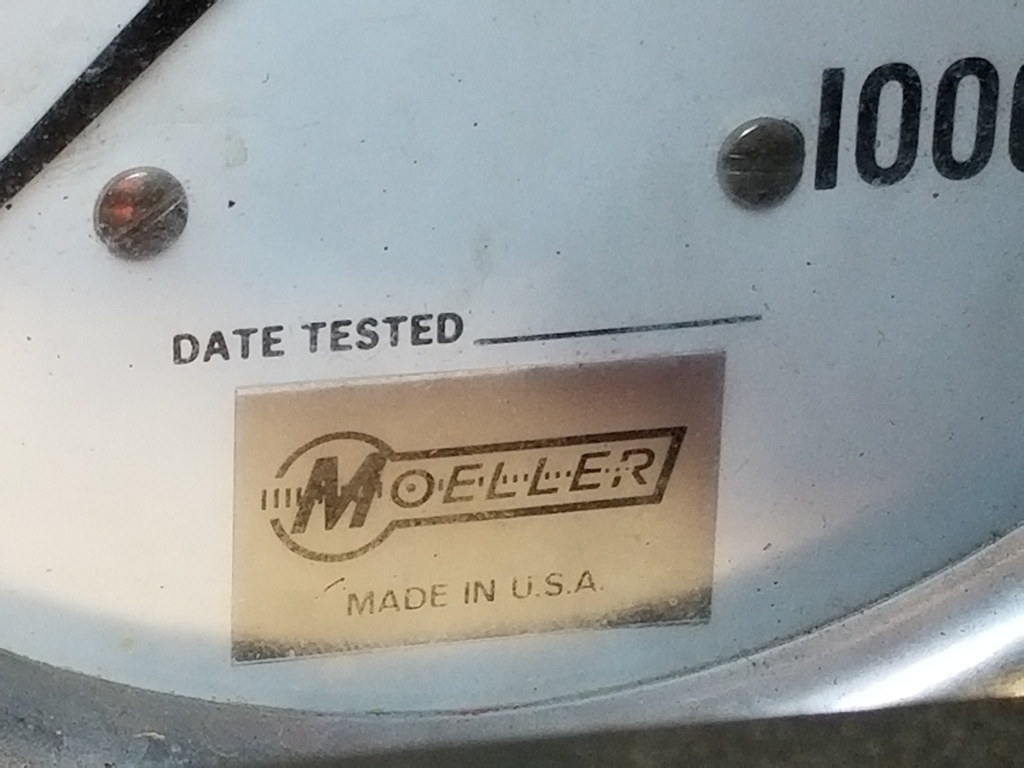 100
DATE TESTED
MOELLER
MADE IN U.S.A.